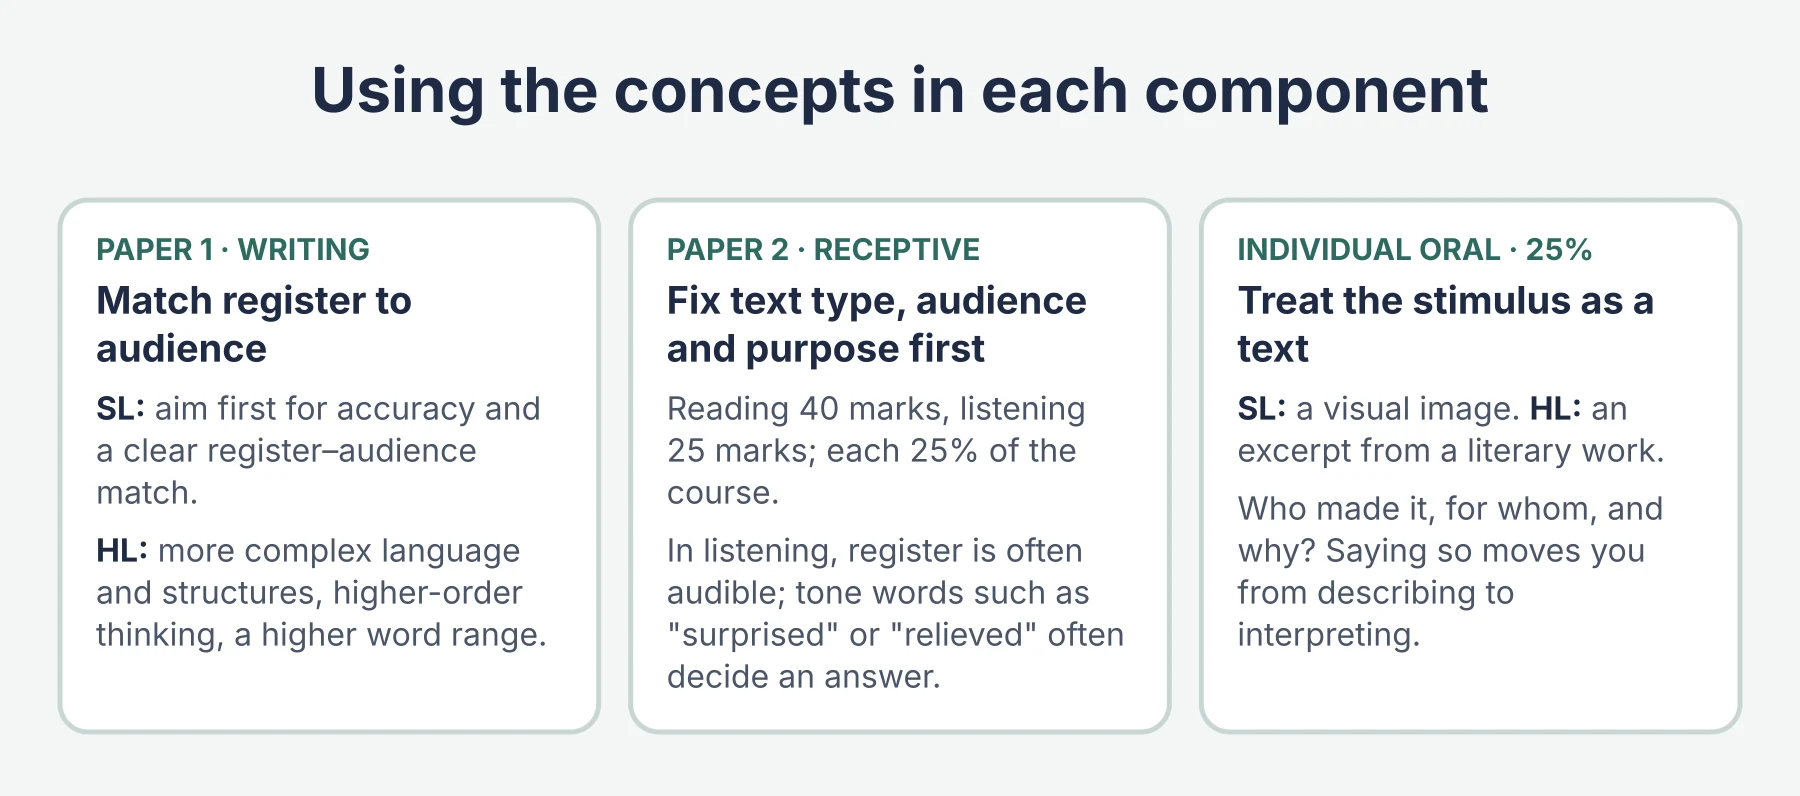 Using the concepts in each component
PAPER 1 · WRITING
Match register to
audience
SL: aim first for accuracy and
a clear register–audience
match.
HL: more complex language
and structures, higher-order
thinking, a higher word range.
PAPER 2 · RECEPTIVE
Fix text type, audience
and purpose first
Reading 40 marks, listening
25 marks; each 25% of the
course.
In listening, register is often
audible; tone words such as
"surprised" or "relieved" often
decide an answer.
INDIVIDUAL ORAL · 25%
Treat the stimulus as a
text
SL: a visual image. HL: an
excerpt from a literary work.
Who made it, for whom, and
why? Saying so moves you
from describing to
interpreting.